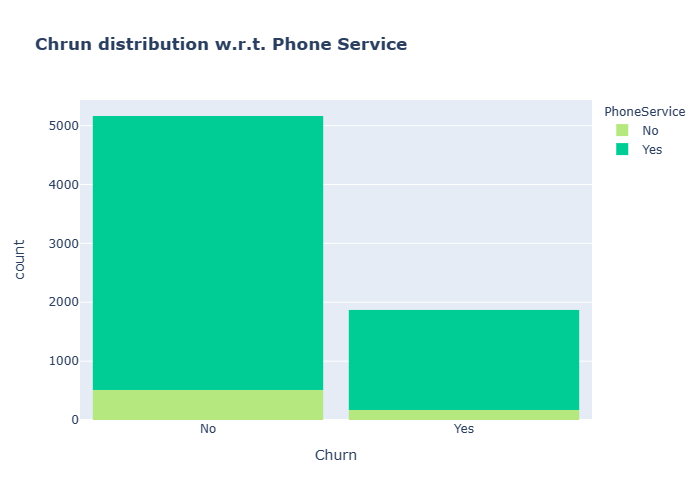 Chrun distribution w.r.t. Phone Service
PhoneService
No
Yes
5000
4000
3000
2000
1000
0
count
No
Yes
Churn